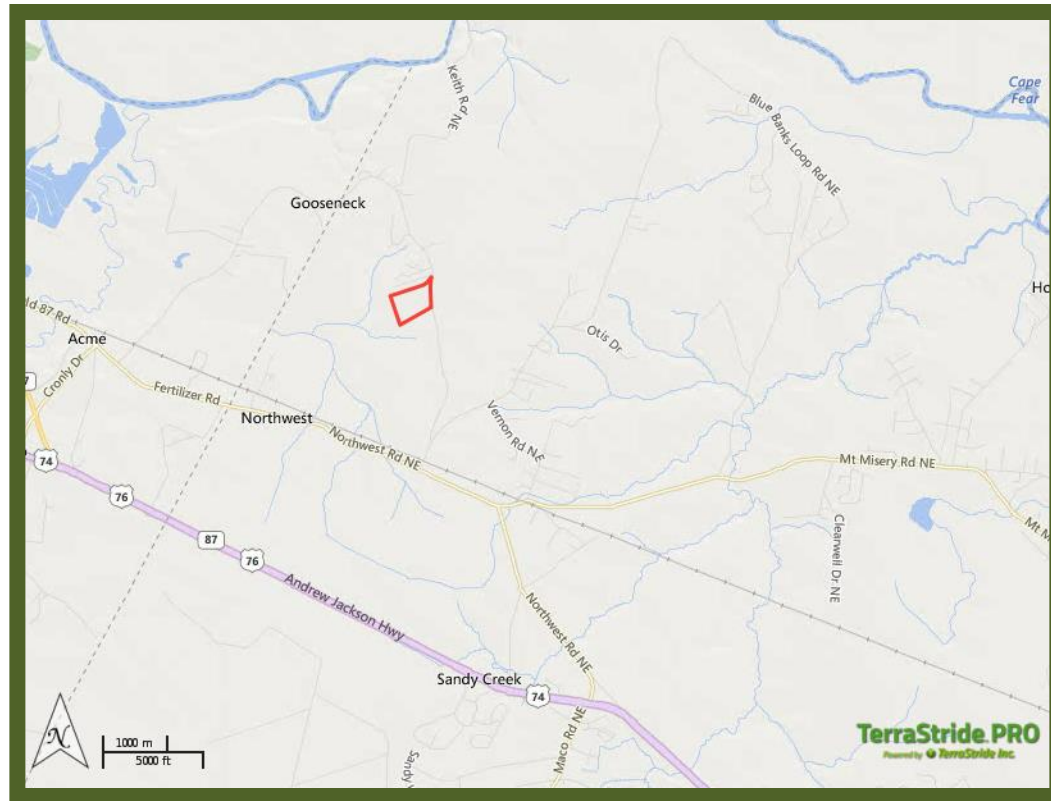 Keith Rd NE
Cape
Fear
Blue Banks Loop Rd NE
Gooseneck
Ho
ld 87 Rd
Acme
Otis Dr
Cronly Dr
Fertilizer Rd
Northwest
Vernon Rd NE
Northwest Rd NE
74
Mt Misery Rd NE
76
87
76
Mt M
Clearwell Dr NE
Andrew Jackson Hwy
Northwest Rd NE
Sandy Creek
74
Maco Rd NE
Sandy
N
1000 m
5000 ft
TerraStride PRO
Powered by TerraStride Inc.